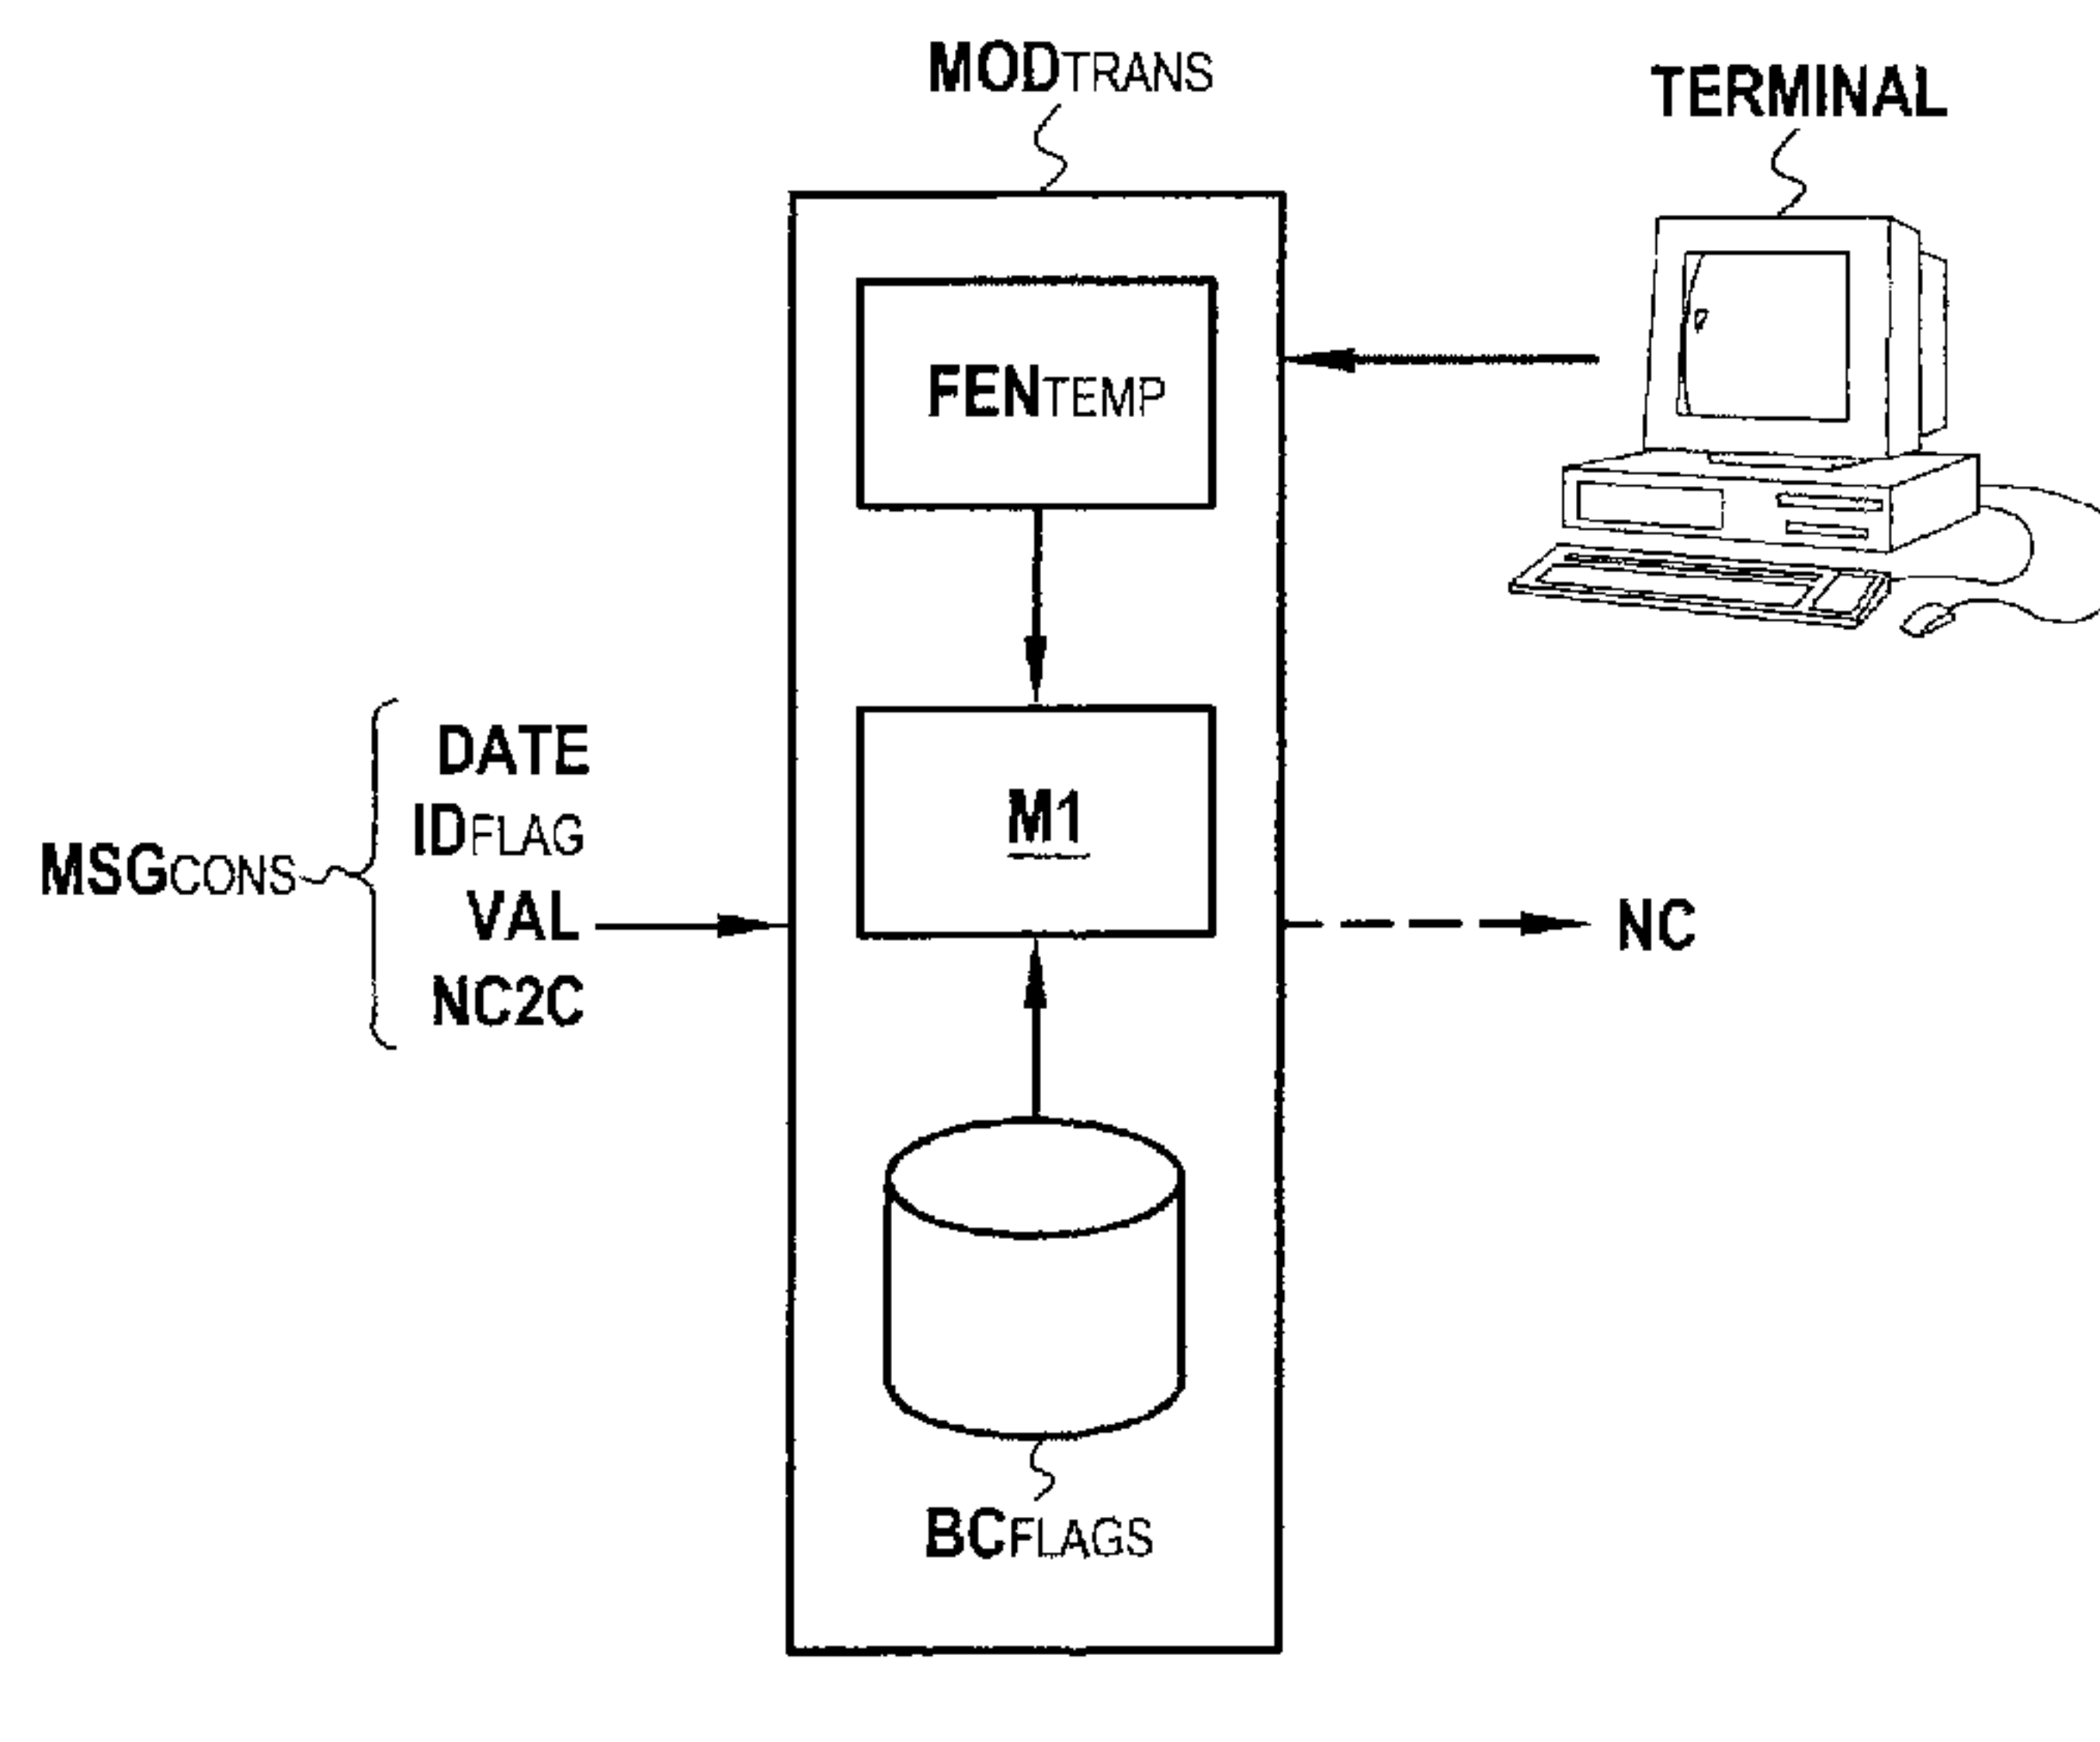 MODTRANS
TERMINAL
FENTEMP
DATE
IDFLAG
M1
MSGCONS
VAL
NC
NC2C
BCFLAGS